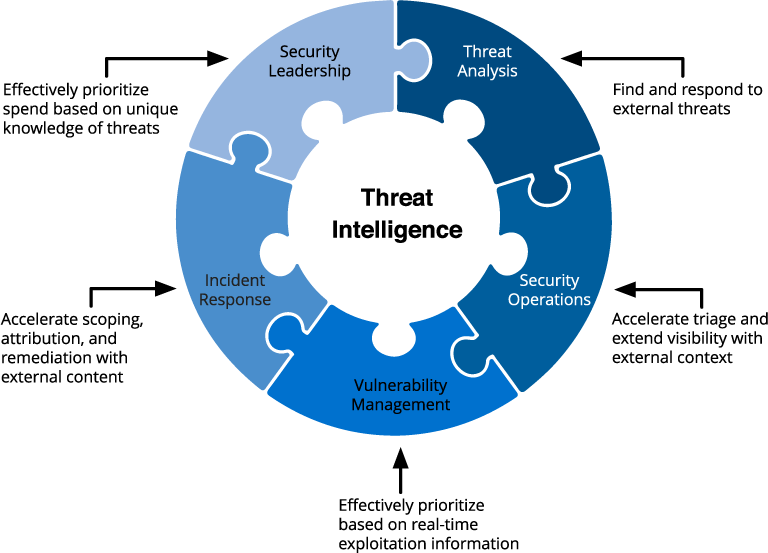 Security
Leadership
Threat
Analysis
Effectively prioritize
spend based on unique
knowledge of threats
Find and respond to
external threats
Threat
Intelligence
Incident
Response
Security
Operations
Accelerate scoping,
attribution, and
remediation with
external content
Accelerate triage and
extend visibility with
external context
Vulnerability
Management
Effectively prioritize
based on real-time
exploitation information